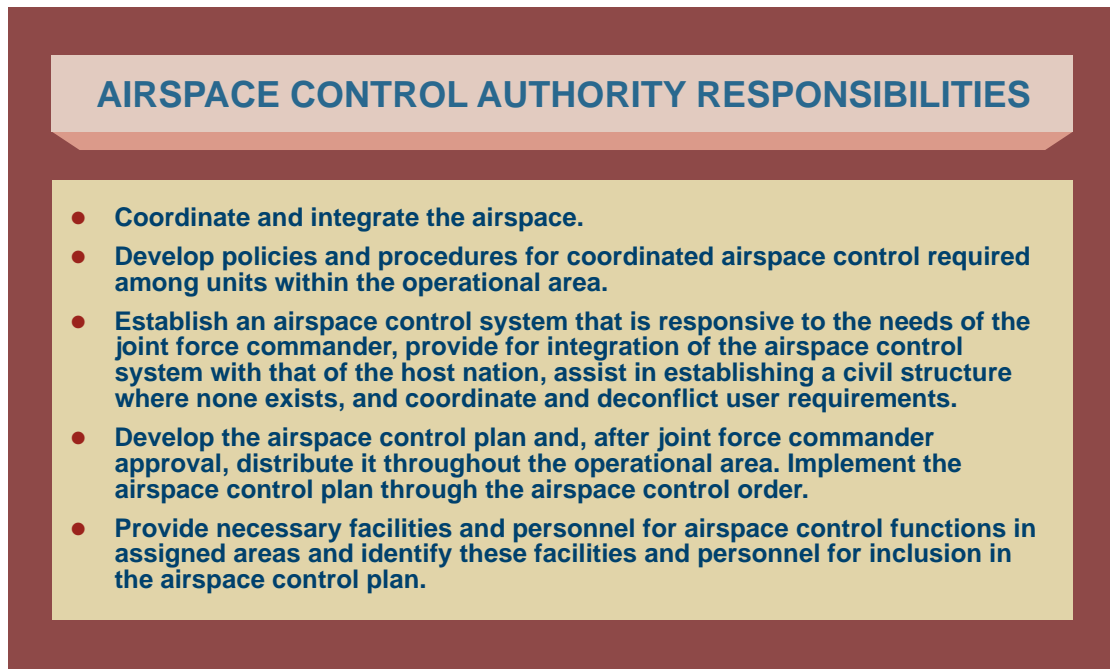 AIRSPACE CONTROL AUTHORITY RESPONSIBILITIES
● Coordinate and integrate the airspace.
● Develop policies and procedures for coordinated airspace control required
among units within the operational area.
● Establish an airspace control system that is responsive to the needs of the
joint force commander, provide for integration of the airspace control
system with that of the host nation, assist in establishing a civil structure
where none exists, and coordinate and deconflict user requirements.
● Develop the airspace control plan and, after joint force commander
approval, distribute it throughout the operational area. Implement the
airspace control plan through the airspace control order.
● Provide necessary facilities and personnel for airspace control functions in
assigned areas and identify these facilities and personnel for inclusion in
the airspace control plan.